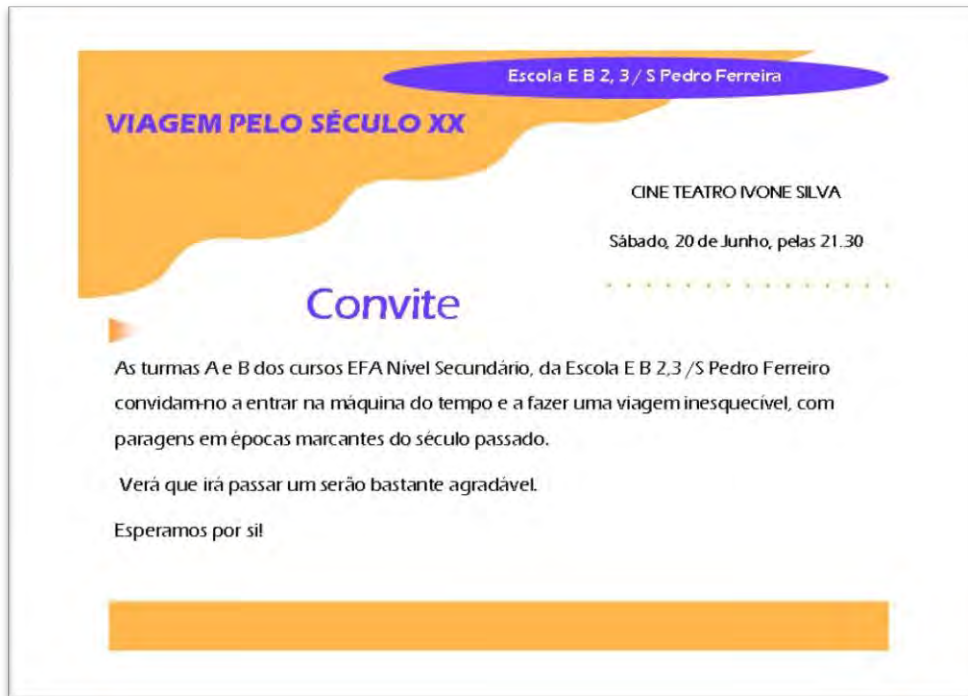 Escola E B 2, 3 / S Pedro Ferreira
VIAGEM PELO SÉCULO XX
CINE TEATRO IVONE SILVA
Sábado, 20 de Junho, pelas 21.30
Convite
As turmas A e B dos cursos EFA Nível Secundário, da Escola E B 2,3 /S Pedro Ferreiro
convidam-no a entrar na máquina do tempo e a fazer uma viagem inesquecível, com
paragens em épocas marcantes do século passado.
Verá que irá passar um serão bastante agradável.
Esperamos por si!